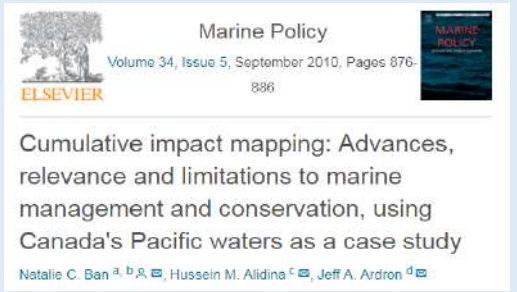 Marine Policy
Volume 34, Issue 5, September 2010, Pages 876-
886
ELSEVIER
MARINE
POLICY
Cumulative impact mapping: Advances,
relevance and limitations to marine
management and conservation, using
Canada's Pacific waters as a case study
Natalie C. Ban a, b, Hussein M. Alidina c, Jeff A. Ardron d